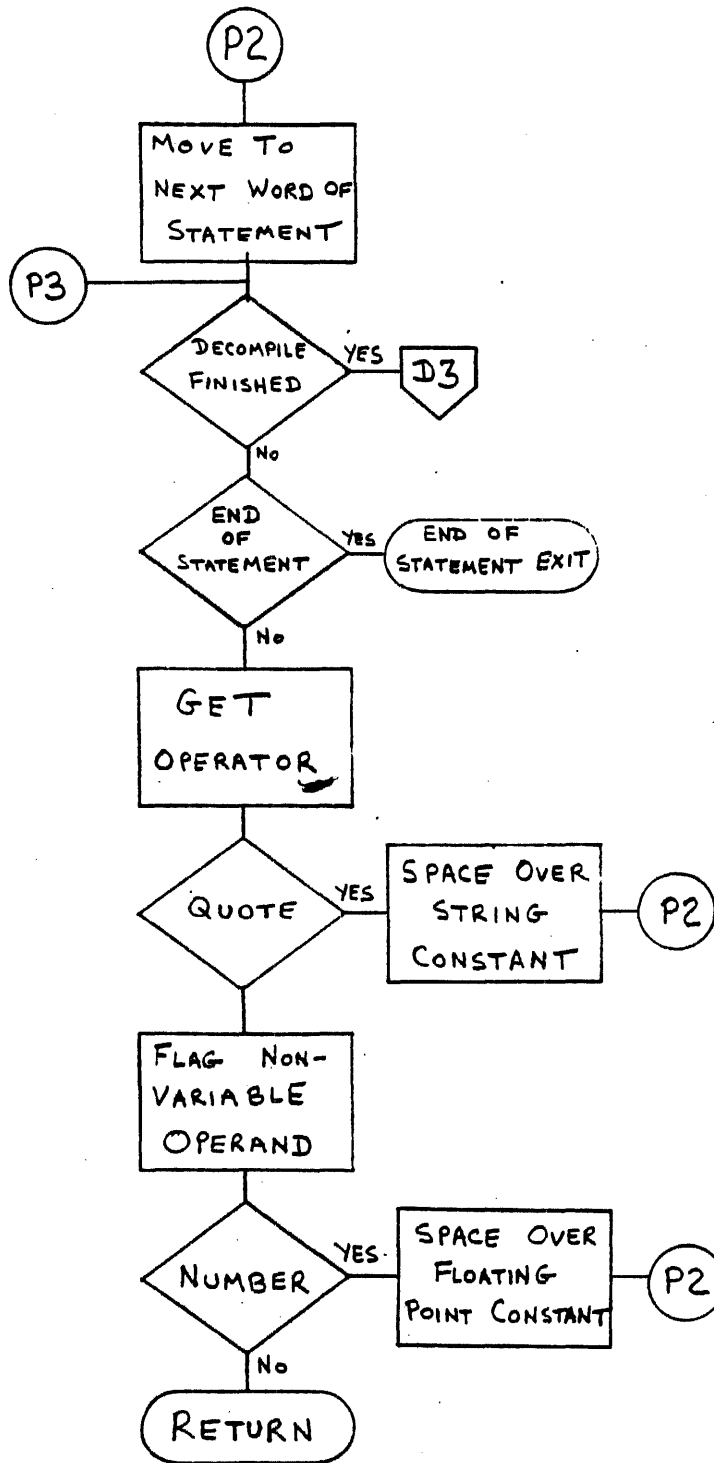 P2
MOVE TO
NEXT WORD OF
STATEMENT
P3
DECOMPILE
FINISHED
YES
D3
NO
END
OF
STATEMENT
YES
END OF
STATEMENT EXIT
NO
GET
OPERATOR
QUOTE
YES
SPACE OVER
STRING
CONSTANT
P2
FLAG NON-
VARIABLE
OPERAND
NUMBER
YES
SPACE OVER
FLOATING
POINT CONSTANT
P2
NO
RETURN